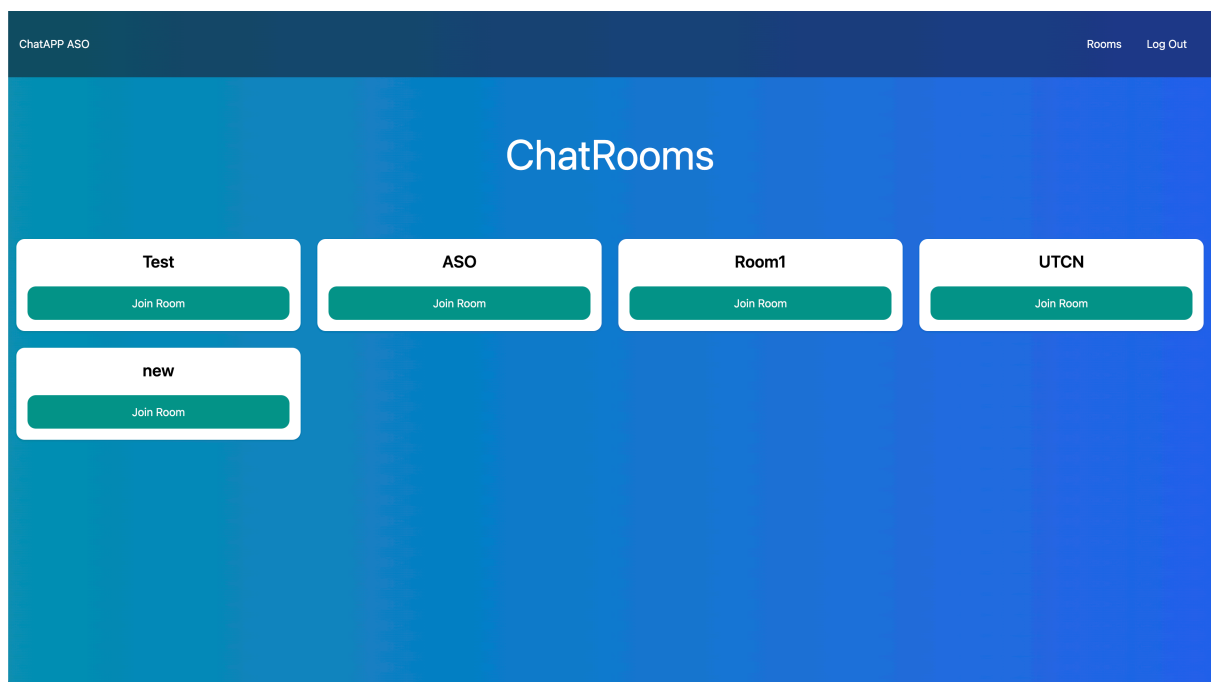 ChatAPP ASO
Rooms
Log Out
ChatRooms
Test
Join Room
ASO
Join Room
Room1
Join Room
UTCN
Join Room
new
Join Room